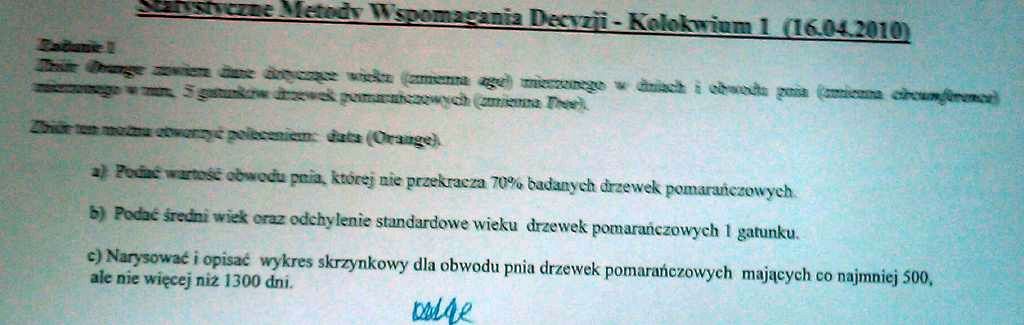 Statystyczne Metody Wspomagania Decyzji - Kolokwium 1 (16.04.2010)
Zadanie 1
Zbiór Orange zawiera dane dotyczące wieku (zmienna age) mierzonego w dniach i obwodu pnia (zmienna circumference)
mierzonego w mm, 5 gatunków drzewek pomarańczowych (zmienna Tree).
Zbiór ten można otworzyć poleceniem: data (Orange).
a) Podać wartość obwodu pnia, której nie przekracza 70% badanych drzewek pomarańczowych.
b) Podać średni wiek oraz odchylenie standardowe wieku drzewek pomarańczowych 1 gatunku.
c) Narysować i opisać wykres skrzynkowy dla obwodu pnia drzewek pomarańczowych mających co najmniej 500,
ale nie więcej niż 1300 dni.